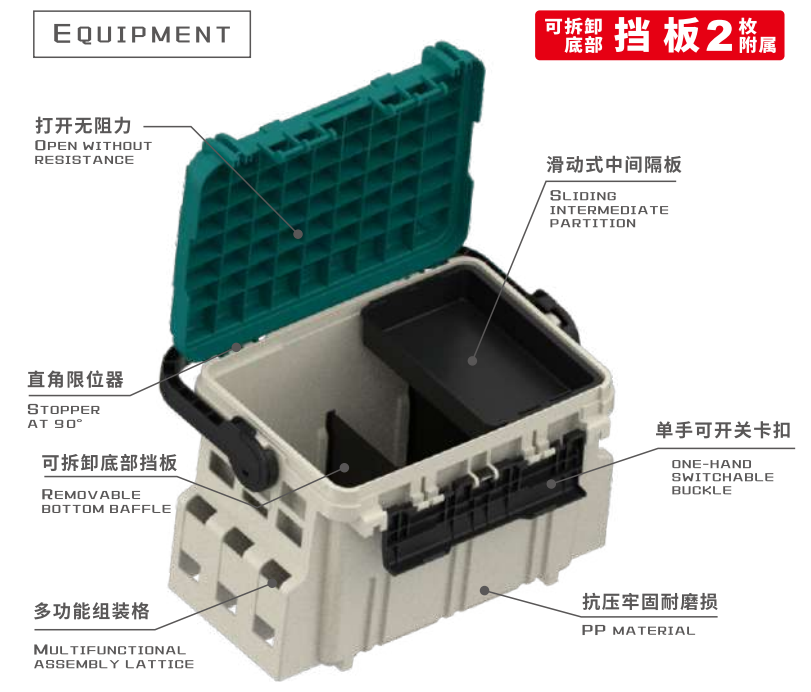 EQUIPMENT
可拆卸
底部
挡板2
枚
附属
打开无阻力
OPEN WITHOUT
RESISTANCE
滑动式中间隔板
SLIDING
INTERMEDIATE
PARTITION
直角限位器
STOPPER
AT 90°
可拆卸底部挡板
REMOVABLE
BOTTOM BAFFLE
单手可开关卡扣
ONE-HAND
SWITCHABLE
BUCKLE
多功能组装格
MULTIFUNCTIONAL
ASSEMBLY LATTICE
抗压牢固耐磨损
PP MATERIAL